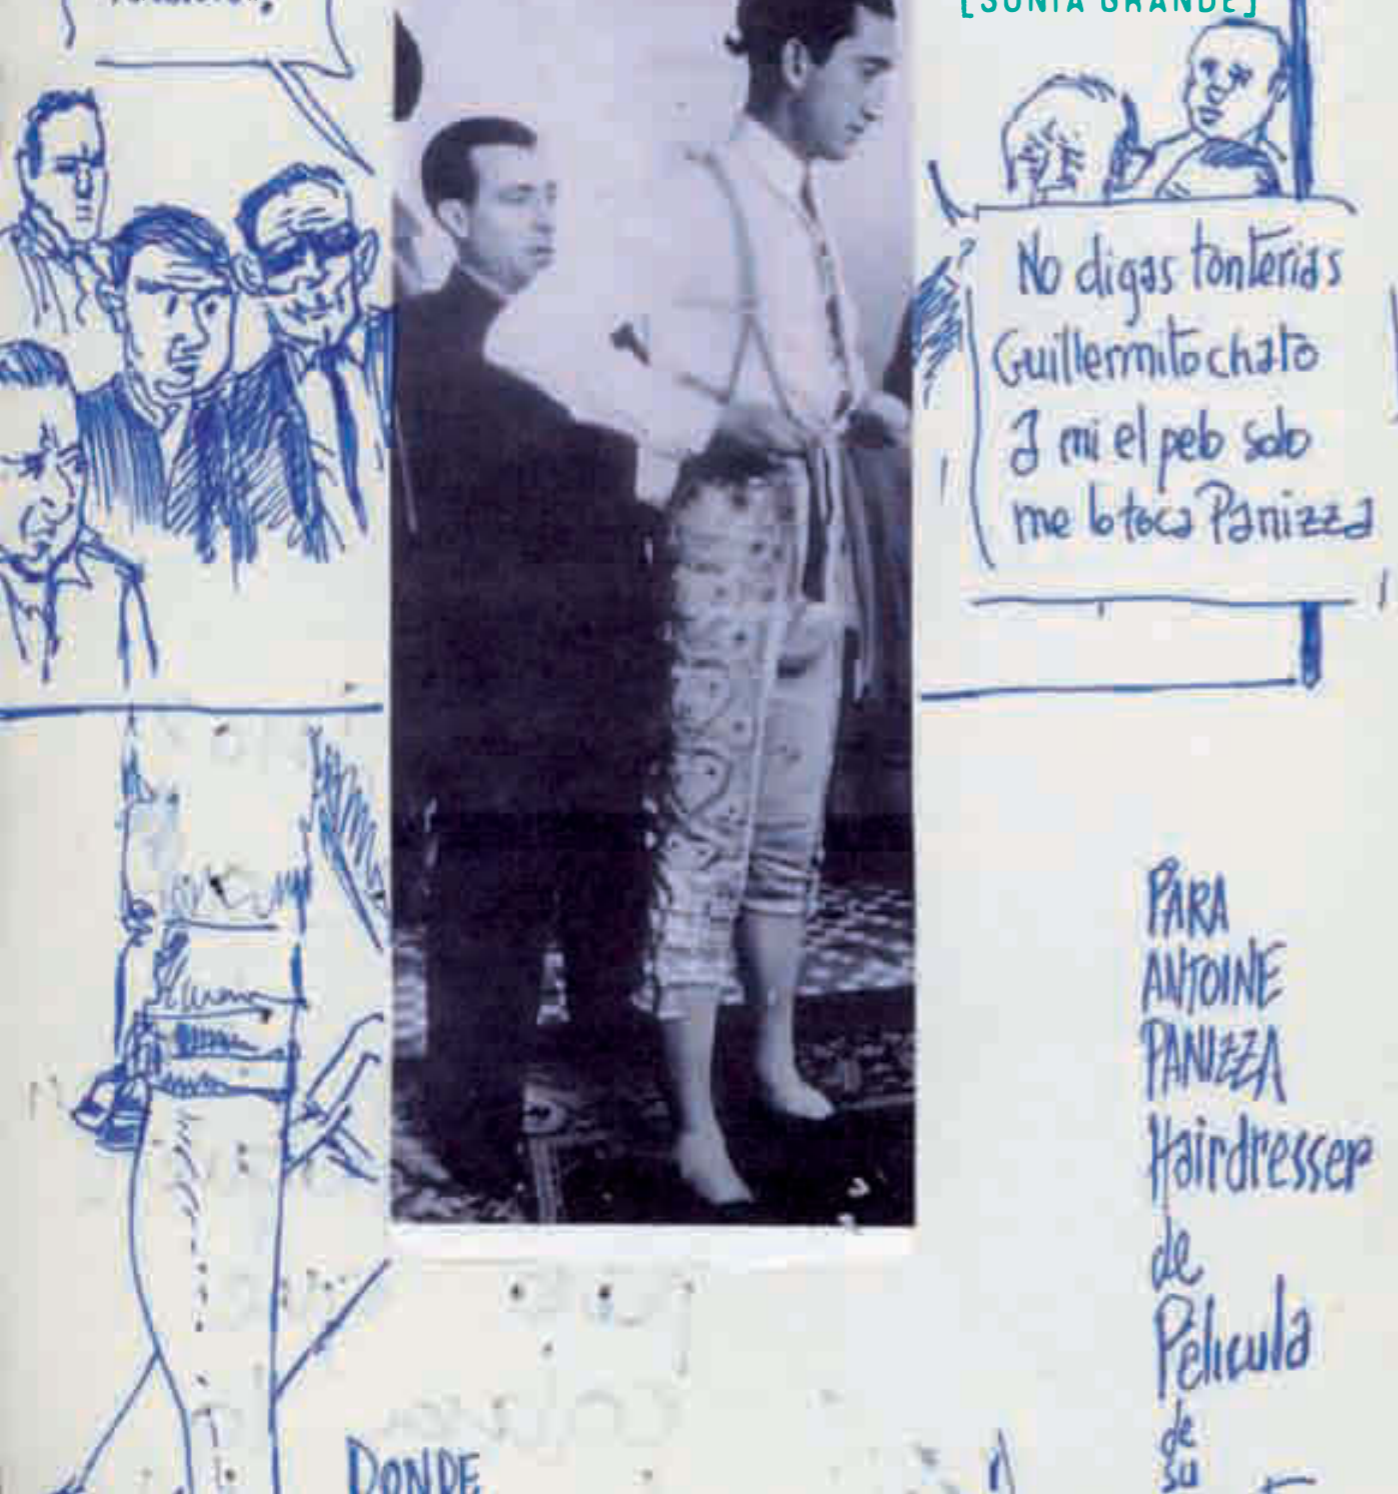 [SONIA GRANDE]
No digas tonterias
Guillermito chato
A mi el pelo solo
me lo toca Panizza
PARA
ANTOINE
PANIZZA
Hairdresser
de
Pelicula
de
su
DONDE